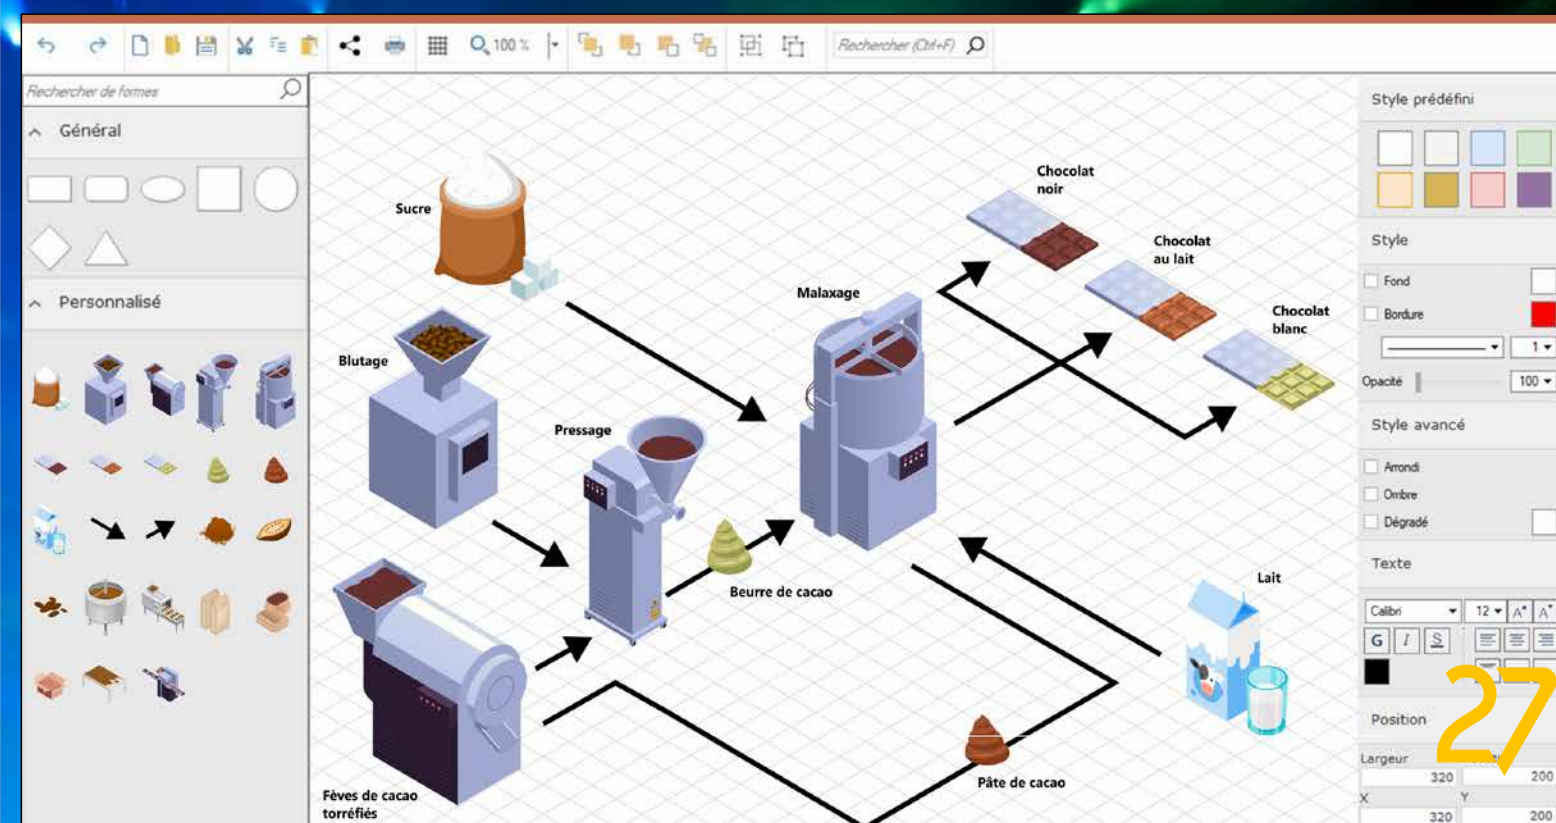 100 %
Rechercher (Ctrl+F)
Rechercher de formes
Général
Personnalisé
Sucre
Blutage
Pressage
Malaxage
Chocolat
noir
Chocolat
au lait
Chocolat
blanc
Beurre de cacao
Lait
Pâte de cacao
Fèves de cacao
torréfiés
Style prédéfini
Style
Fond
Bordure
1
Opacité
100
Style avancé
Arrondi
Ombre
Dégradé
Texte
Calibri
12
A A
G I S
Position
27
Largeur
320
200
X
Y
320
200